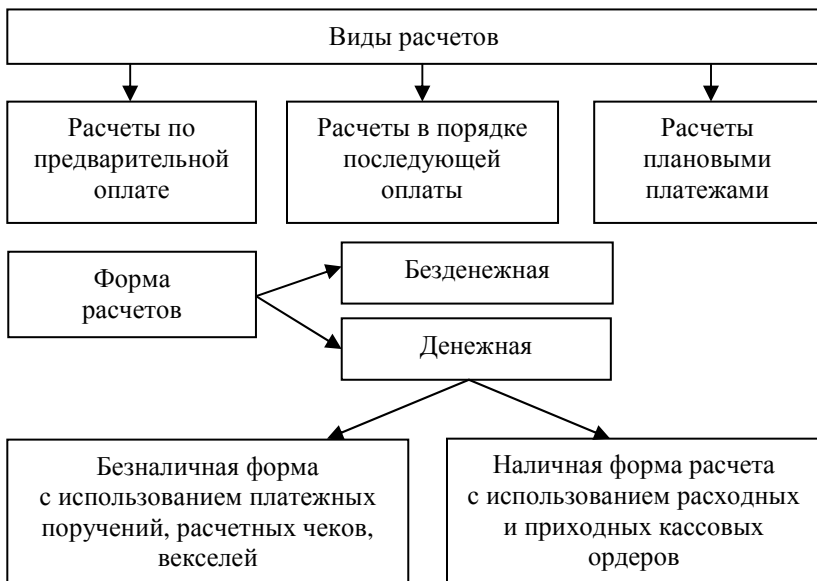 Виды расчетов
Расчеты по
предварительной
оплате
Расчеты в порядке
последующей
оплаты
Расчеты
плановыми
платежами
Форма
расчетов
Безденежная
Денежная
Безналичная форма
с использованием платежных
поручений, расчетных чеков,
векселей
Наличная форма расчета
с использованием расходных
и приходных кассовых
ордеров